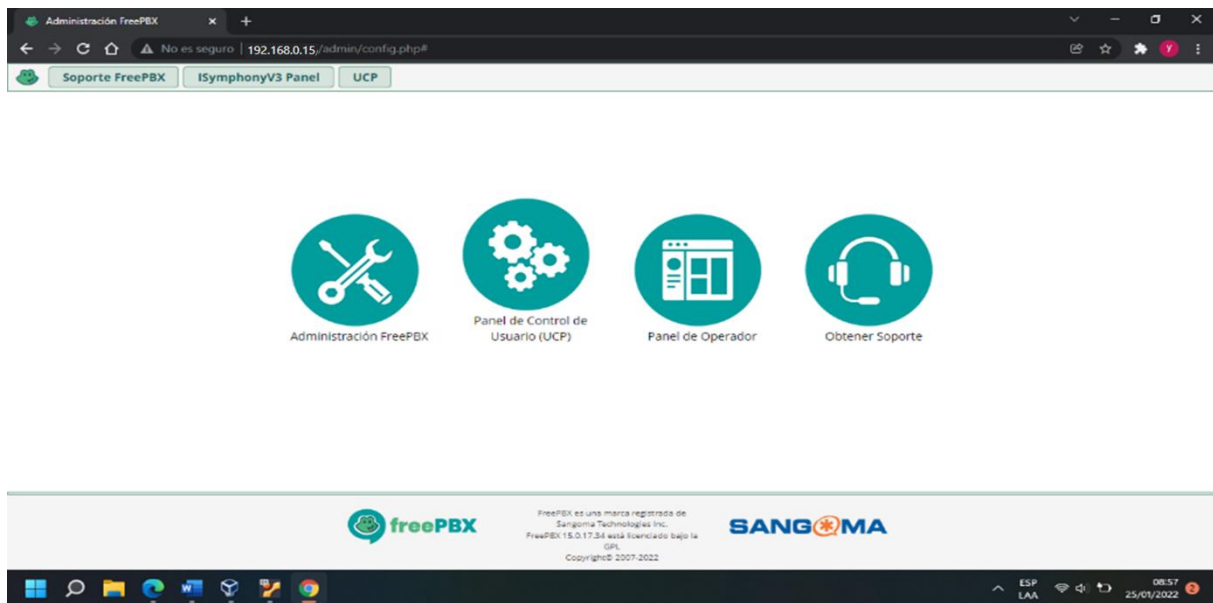 Administración FreePBX
No es seguro | 192.168.0.15/admin/config.php#
Y
Soporte FreePBX
ISymphonyV3 Panel
UCP
Administración FreePBX
Panel de Control de
Usuario (UCP)
Panel de Operador
Obtener Soporte
freePBX
FreePBX es una marca registrada de
Sangoma Technologies Inc.
FreePBX 15.0.17.34 está licenciado bajo la
GPL
Copyright© 2007-2022
SANGOMA
ESP
LAA
08:57
25/01/2022
2